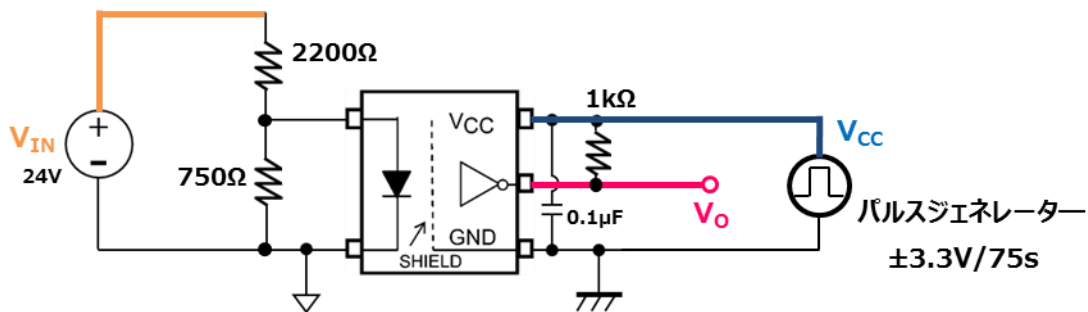 2200Ω
1kΩ
VCC
VIN
24V
750Ω
VCC
0.1µF
VO
GND
SHIELD
パルスジェネレーター
±3.3V/75s